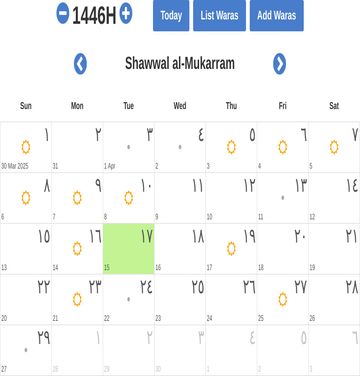 1446H
Today
List Waras
Add Waras
Shawwal al-Mukarram
Sun Mon Tue Wed Thu Fri Sat
١ ٢ ٣ ٤ ٥ ٦ ٧
30 Mar 2025 31 1 Apr 2 3 4 5
٨ ٩ ١٠ ١١ ١٢ ١٣ ١٤
6 7 8 9 10 11 12
١٥ ١٦ ١٧ ١٨ ١٩ ٢٠ ٢١
13 14 15 16 17 18 19
٢٢ ٢٣ ٢٤ ٢٥ ٢٦ ٢٧ ٢٨
20 21 22 23 24 25 26
٢٩ ١ ٢ ٣ ٤ ٥ ٦
27 28 29 30 1 2 3